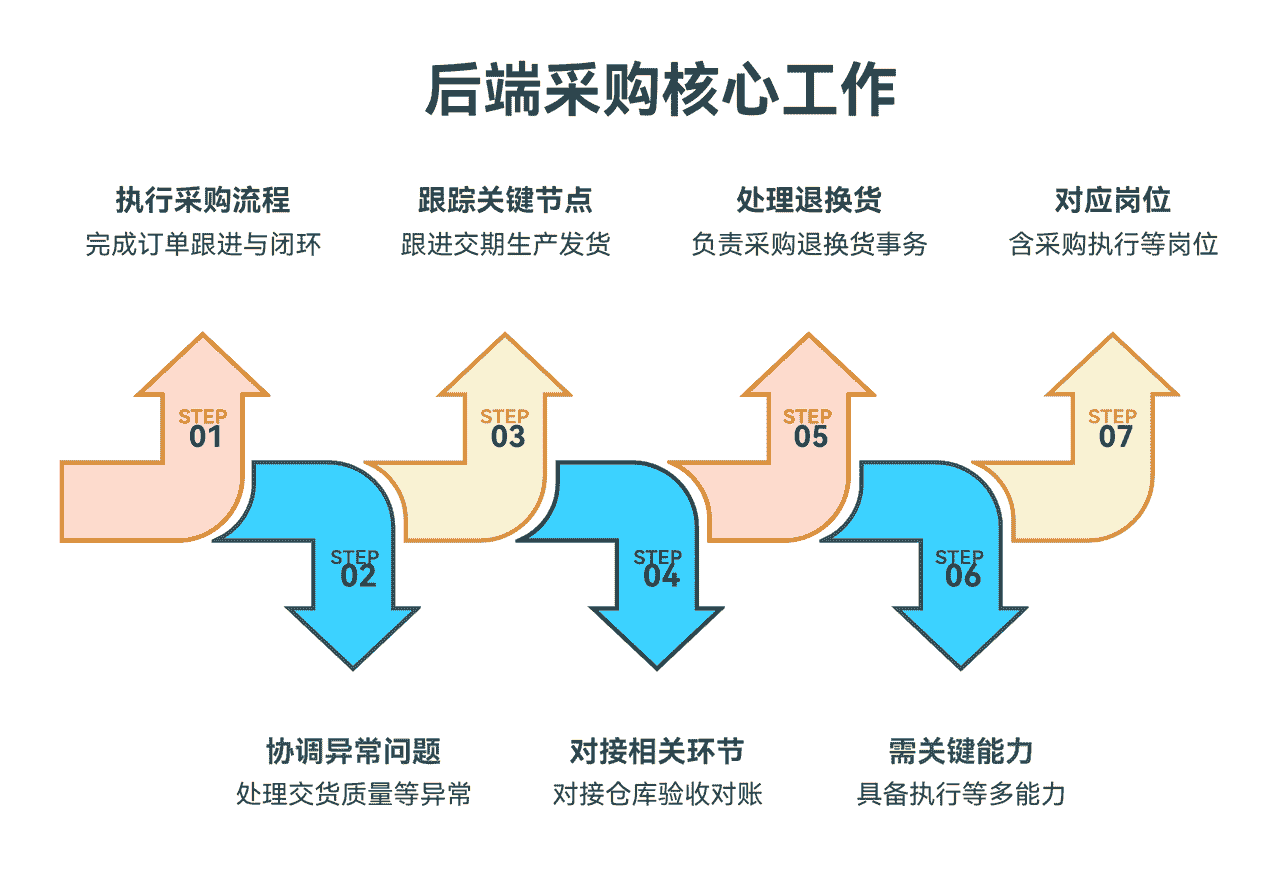 后端采购核心工作
执行采购流程
完成订单跟进与闭环
跟踪关键节点
跟进交期生产发货
处理退换货
负责采购退换货事务
对应岗位
含采购执行等岗位
STEP
01
STEP
03
STEP
05
STEP
07
STEP
02
STEP
04
STEP
06
协调异常问题
处理交货质量等异常
对接相关环节
对接仓库验收对账
需关键能力
具备执行等多能力